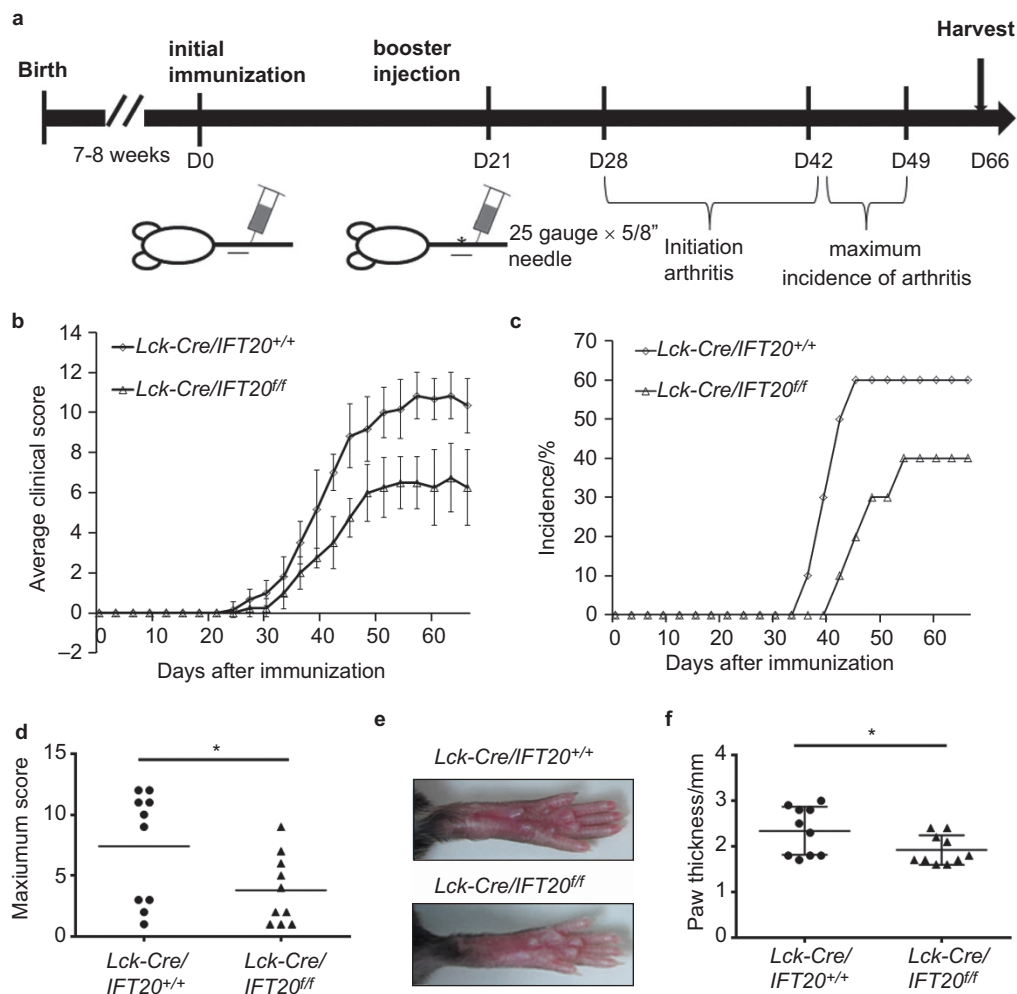 a
Birth
initial
immunization
booster
injection
Harvest
7-8 weeks
D0
D21
D28
D42
D49
D66
25 gauge × 5/8”
needle
Initiation
arthritis
maximum
incidence of arthritis
b
14
12
10
8
6
4
2
0
–2
Average clinical score
Lck-Cre/IFT20+/+
Lck-Cre/IFT20f/f
0 10 20 30 40 50 60
Days after immunization
c
70
60
50
40
30
20
10
0
Incidence/%
Lck-Cre/IFT20+/+
Lck-Cre/IFT20f/f
0 10 20 30 40 50 60
Days after immunization
d
15
10
5
0
Maxiumum score
*
Lck-Cre/
IFT20+/+
Lck-Cre/
IFT20f/f
e
Lck-Cre/IFT20+/+
Lck-Cre/IFT20f/f
f
4
3
2
1
0
Paw thickness/mm
*
Lck-Cre/
IFT20+/+
Lck-Cre/
IFT20f/f